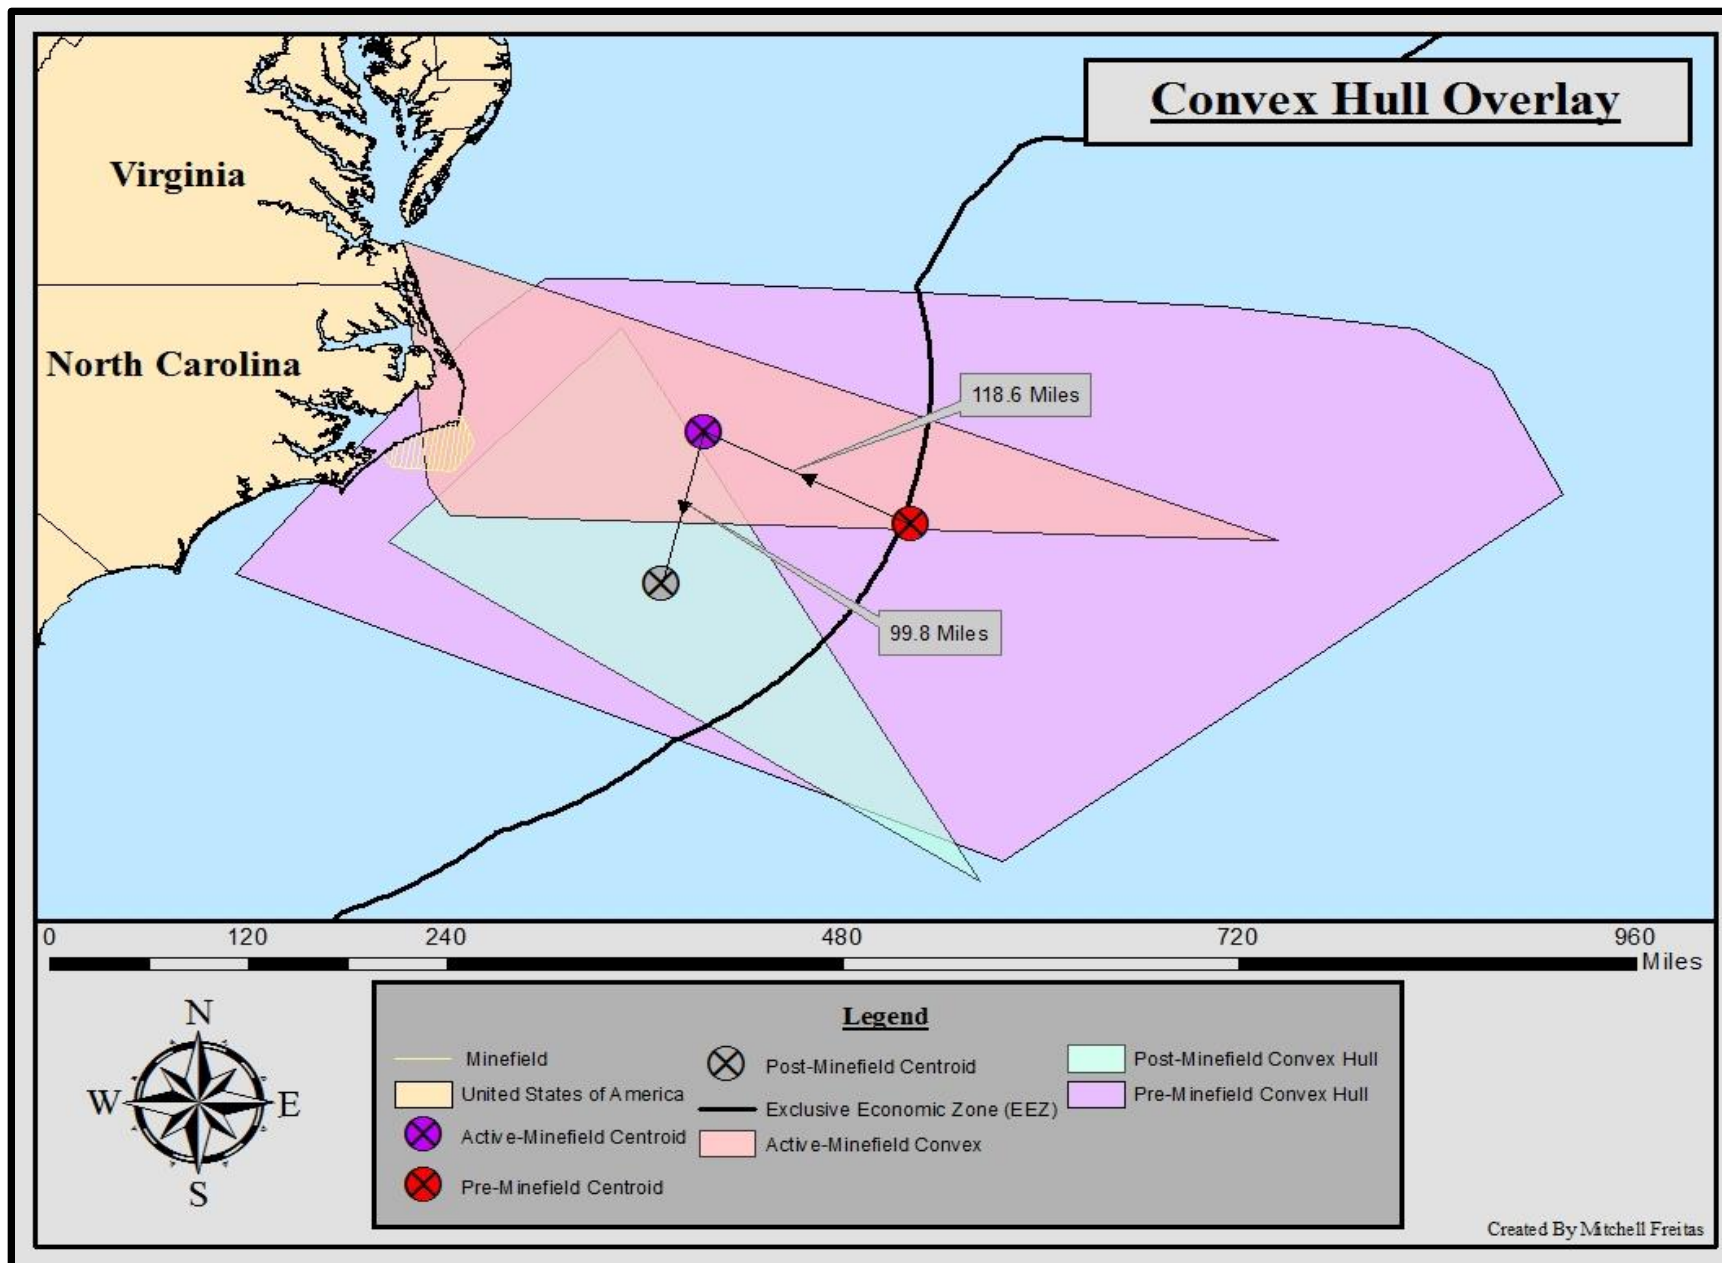 Convex Hull Overlay
Virginia
North Carolina
118.6 Miles
99.8 Miles
0 120 240 480 720 960
Miles
N
W E
S
Legend
Minefield
United States of America
Active-Minefield Centroid
Pre-Minefield Centroid
Post-Minefield Centroid
Exclusive Economic Zone (EEZ)
Active-Minefield Convex
Post-Minefield Convex Hull
Pre-Minefield Convex Hull
Created By Mitchell Freitas